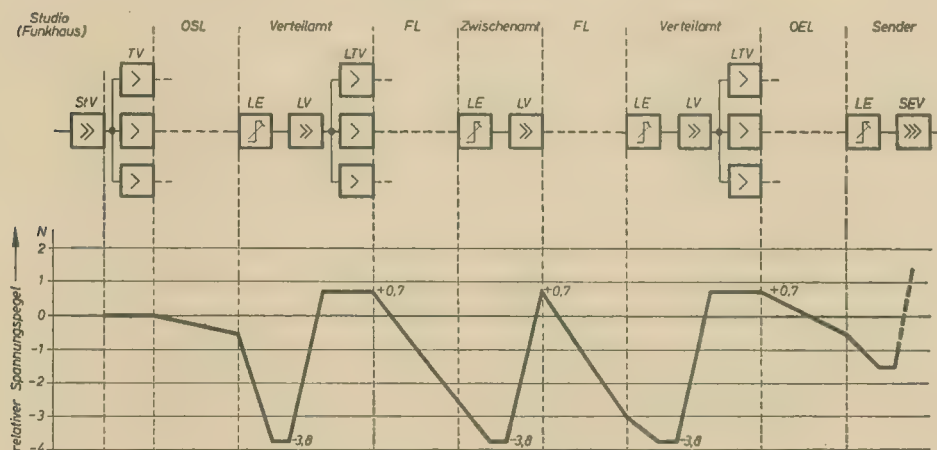 Studio
(Funkhaus)
OSL
Verteilamt
FL
Zwischenamt
FL
Verteilamt
OEL
Sender
TV
LTV
LTV
StV
LE
LV
LE
LV
LE
LV
LE
SEV
relativer Spannungspegel
N
2
1
0
-1
-2
-3
-4
+0,7
+0,7
+0,7
-3,8
-3,8
-3,8